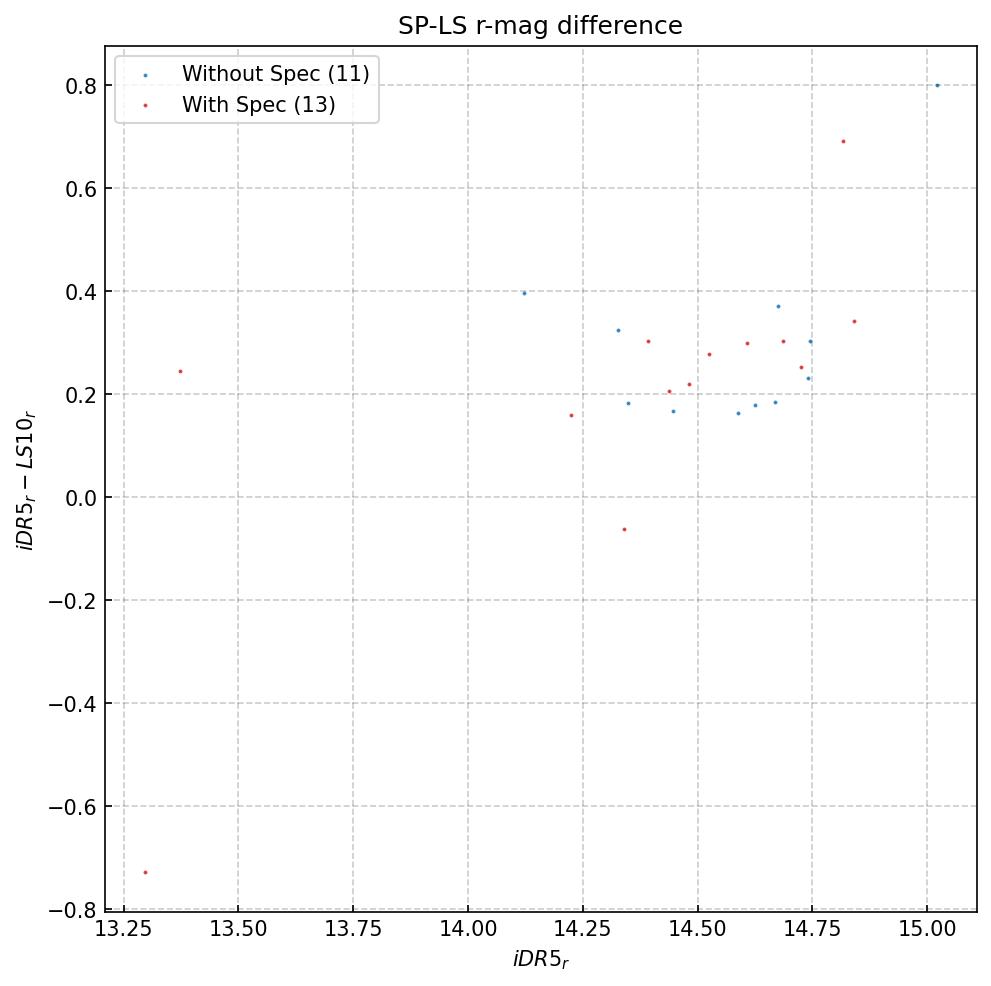 SP-LS r-mag difference
Without Spec (11)
With Spec (13)
0.8
0.6
0.4
0.2
0.0
−0.2
−0.4
−0.6
−0.8
iDR5r − LS10r
13.25 13.50 13.75 14.00 14.25 14.50 14.75 15.00
iDR5r